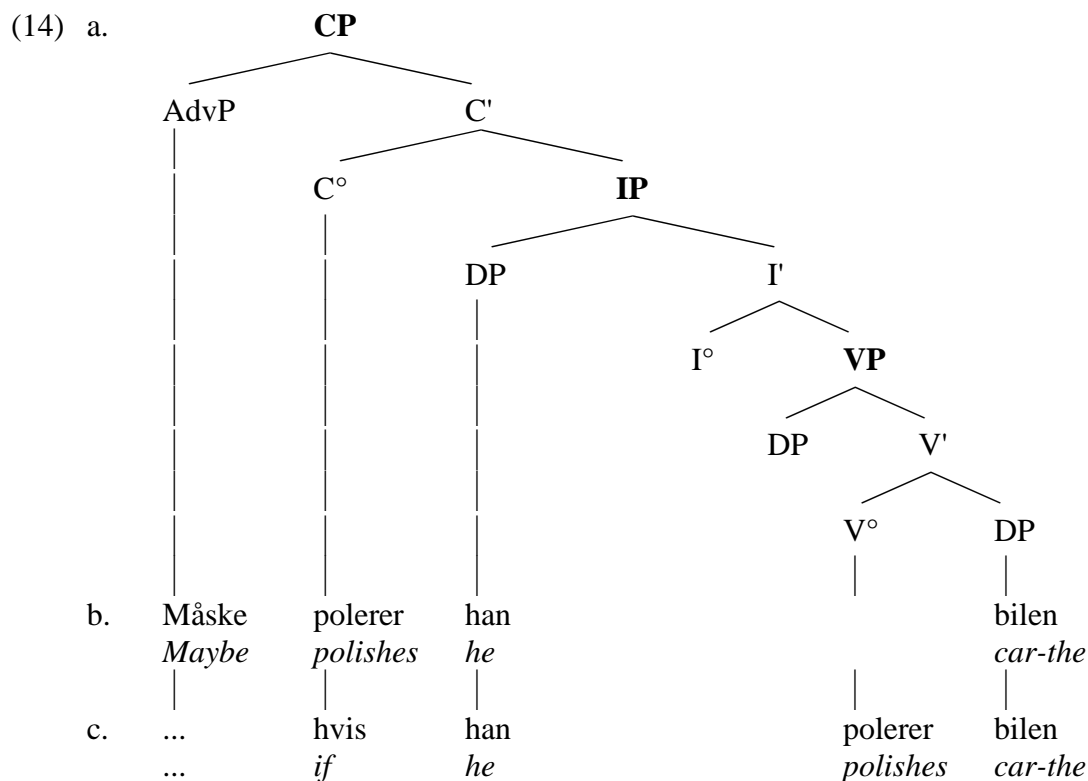 (14) a. CP
AdvP C'
C° IP
DP I'
I° VP
DP V'
V° DP
b. Måske polerer han bilen
Maybe polishes he car-the
c. ... hvis han polerer bilen
... if he polishes car-the